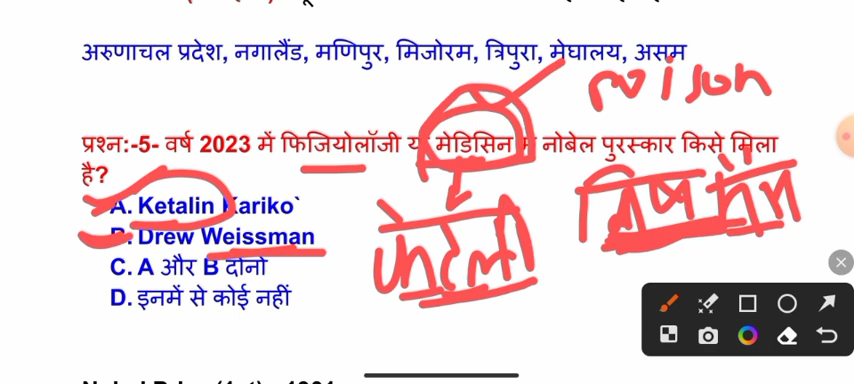 अरुणाचल प्रदेश, नगालैंड, मणिपुर, मिजोरम, त्रिपुरा, मेघालय, असम
प्रश्न:-5- वर्ष 2023 में फिजियोलॉजी या मेडिसिन में नोबेल पुरस्कार किसे मिला
है?
A. Ketalin Kariko`
B. Drew Weissman
C. A और B दोनो
D. इनमें से कोई नहीं